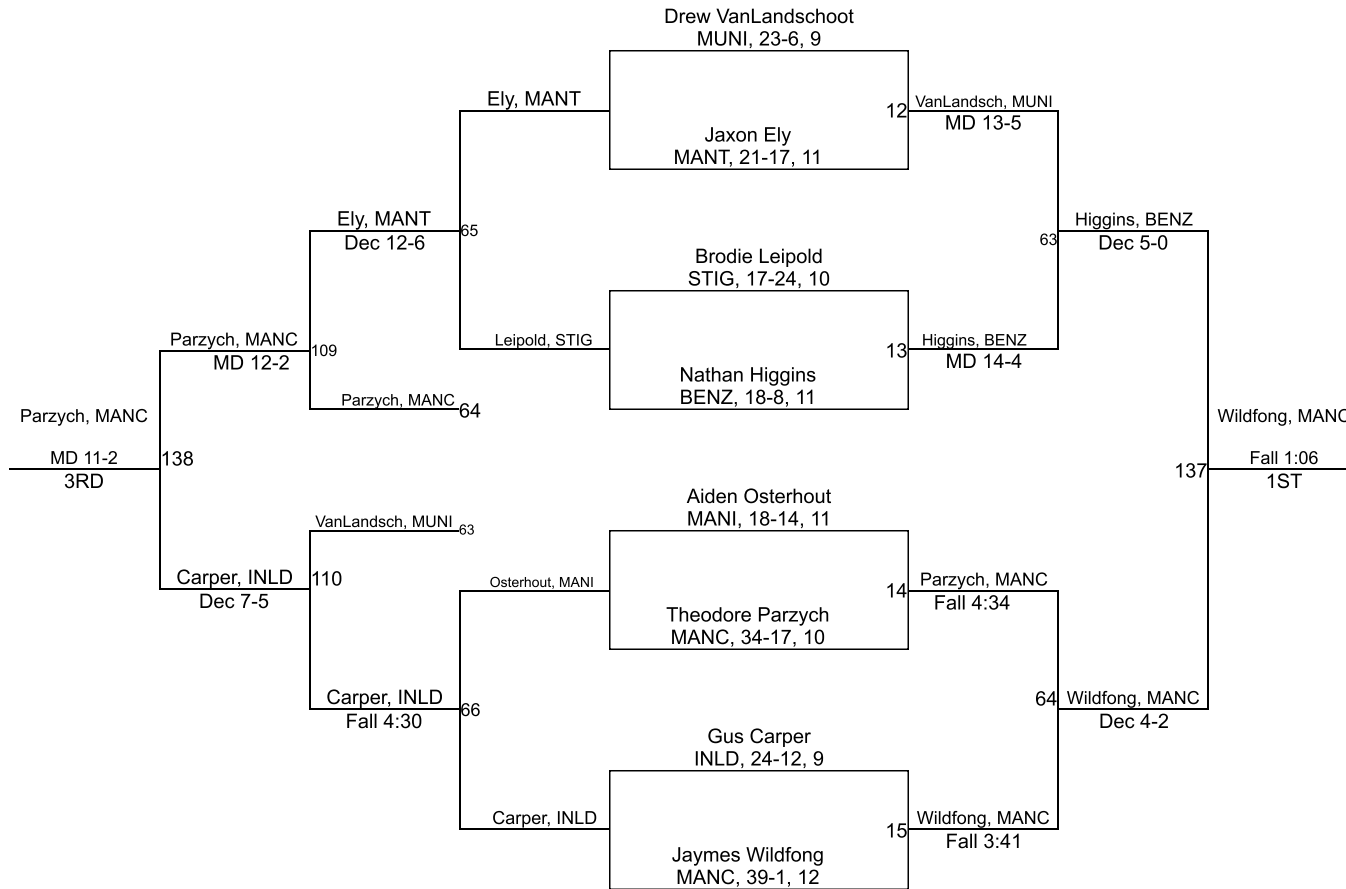 Drew VanLandschoot
MUNI, 23-6, 9
Ely, MANT
12
VanLandsch, MUNI
MD 13-5
Jaxon Ely
MANT, 21-17, 11
Ely, MANT
Dec 12-6
65
63
Higgins, BENZ
Dec 5-0
Brodie Leipold
STIG, 17-24, 10
Parzych, MANC
MD 12-2
109
Leipold, STIG
13
Higgins, BENZ
MD 14-4
Nathan Higgins
BENZ, 18-8, 11
Parzych, MANC
64
Parzych, MANC
MD 11-2
3RD
138
137
Wildfong, MANC
Fall 1:06
1ST
Aiden Osterhout
MANI, 18-14, 11
VanLandsch, MUNI
63
Carper, INLD
Dec 7-5
110
Osterhout, MANI
14
Parzych, MANC
Fall 4:34
Theodore Parzych
MANC, 34-17, 10
Carper, INLD
Fall 4:30
66
64
Wildfong, MANC
Dec 4-2
Gus Carper
INLD, 24-12, 9
Carper, INLD
15
Wildfong, MANC
Fall 3:41
Jaymes Wildfong
MANC, 39-1, 12